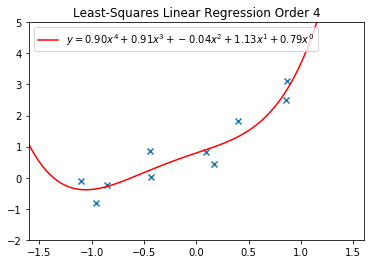 Least-Squares Linear Regression Order 4
y = 0.90x⁴ + 0.91x³ + −0.04x² + 1.13x¹ + 0.79x⁰
5
4
3
2
1
0
−1
−2
−1.5 −1.0 −0.5 0.0 0.5 1.0 1.5